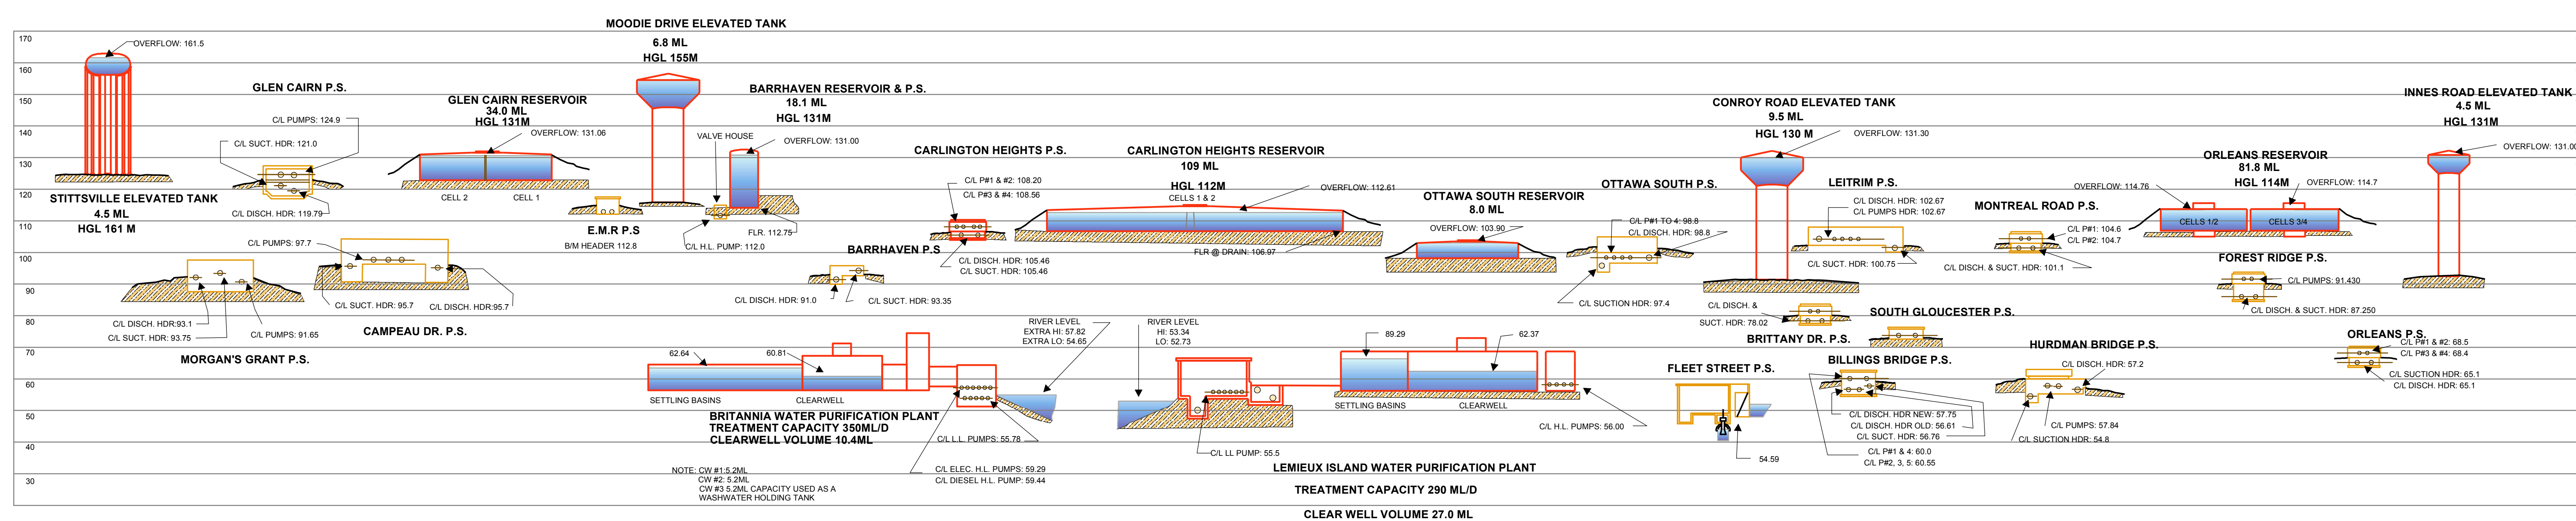 170
160
150
140
130
120
110
100
90
80
70
60
50
40
30
OVERFLOW: 161.5
STITTSVILLE ELEVATED TANK
4.5 ML
HGL 161 M
GLEN CAIRN P.S.
C/L PUMPS: 124.9
C/L SUCT. HDR: 121.0
C/L DISCH. HDR: 119.79
MORGAN'S GRANT P.S.
C/L DISCH. HDR:93.1
C/L SUCT. HDR: 93.75
C/L PUMPS: 91.65
CAMPEAU DR. P.S.
C/L PUMPS: 97.7
C/L SUCT. HDR: 95.7
C/L DISCH. HDR:95.7
GLEN CAIRN RESERVOIR
34.0 ML
HGL 131M
OVERFLOW: 131.06
CELL 2
CELL 1
MOODIE DRIVE ELEVATED TANK
6.8 ML
HGL 155M
E.M.R P.S
B/M HEADER 112.8
BARRHAVEN RESERVOIR & P.S.
18.1 ML
HGL 131M
VALVE HOUSE
OVERFLOW: 131.00
FLR. 112.75
C/L H.L. PUMP: 112.0
BARRHAVEN P.S
C/L DISCH. HDR: 91.0
C/L SUCT. HDR: 93.35
CARLINGTON HEIGHTS P.S.
C/L P#1 & #2: 108.20
C/L P#3 & #4: 108.56
C/L DISCH. HDR: 105.46
C/L SUCT. HDR: 105.46
CARLINGTON HEIGHTS RESERVOIR
109 ML
HGL 112M
CELLS 1 & 2
OVERFLOW: 112.61
FLR @ DRAIN: 106.97
OTTAWA SOUTH RESERVOIR
8.0 ML
OVERFLOW: 103.90
OTTAWA SOUTH P.S.
C/L P#1 TO 4: 98.8
C/L DISCH. HDR: 98.8
C/L SUCTION HDR: 97.4
CONROY ROAD ELEVATED TANK
9.5 ML
HGL 130 M
OVERFLOW: 131.30
LEITRIM P.S.
C/L DISCH. HDR: 102.67
C/L PUMPS HDR: 102.67
C/L SUCT. HDR: 100.75
MONTREAL ROAD P.S.
C/L P#1: 104.6
C/L P#2: 104.7
C/L DISCH. & SUCT. HDR: 101.1
ORLEANS RESERVOIR
81.8 ML
HGL 114M
OVERFLOW: 114.76
OVERFLOW: 114.7
CELLS 1/2
CELLS 3/4
INNES ROAD ELEVATED TANK
4.5 ML
HGL 131M
OVERFLOW: 131.00
FOREST RIDGE P.S.
C/L PUMPS: 91.430
C/L DISCH. & SUCT. HDR: 87.250
62.64
60.81
SETTLING BASINS
CLEARWELL
BRITANNIA WATER PURIFICATION PLANT
TREATMENT CAPACITY 350ML/D
CLEARWELL VOLUME 10.4ML
NOTE: CW #1:5.2ML
CW #2: 5.2ML
CW #3 5.2ML CAPACITY USED AS A
WASHWATER HOLDING TANK
C/L L.L. PUMPS: 55.78
C/L ELEC. H.L. PUMPS: 59.29
C/L DIESEL H.L. PUMP: 59.44
RIVER LEVEL
EXTRA HI: 57.82
EXTRA LO: 54.65
RIVER LEVEL
HI: 53.34
LO: 52.73
C/L LL PUMP: 55.5
89.29
62.37
SETTLING BASINS
CLEARWELL
C/L H.L. PUMPS: 56.00
LEMIEUX ISLAND WATER PURIFICATION PLANT
TREATMENT CAPACITY 290 ML/D
CLEAR WELL VOLUME 27.0 ML
FLEET STREET P.S.
54.59
C/L DISCH. &
SUCT. HDR: 78.02
BRITTANY DR. P.S.
SOUTH GLOUCESTER P.S.
BILLINGS BRIDGE P.S.
C/L DISCH. HDR NEW: 57.75
C/L DISCH. HDR OLD: 56.61
C/L SUCT. HDR: 56.76
C/L P#1 & 4: 60.0
C/L P#2, 3, 5: 60.55
HURDMAN BRIDGE P.S.
C/L DISCH. HDR: 57.2
C/L PUMPS: 57.84
C/L SUCTION HDR: 54.8
ORLEANS P.S.
C/L P#1 & #2: 68.5
C/L P#3 & #4: 68.4
C/L SUCTION HDR: 65.1
C/L DISCH. HDR: 65.1